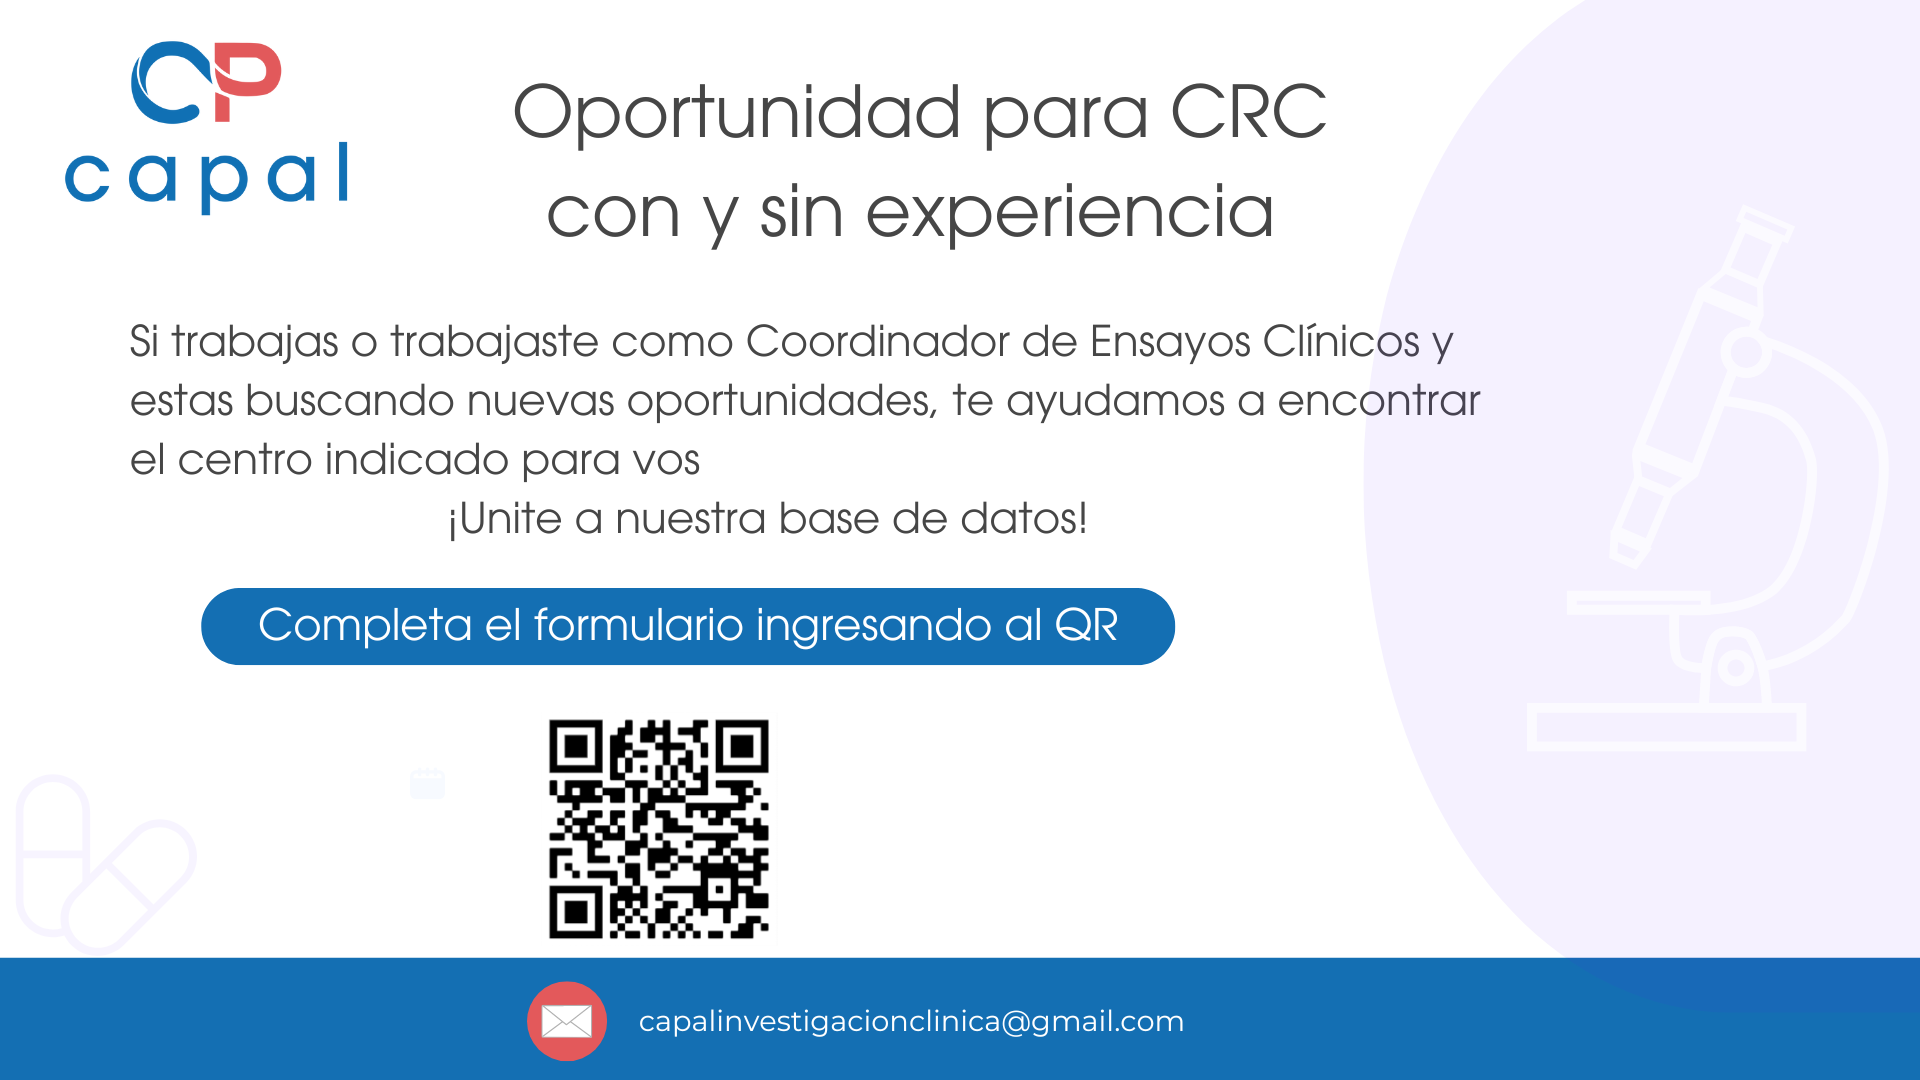 CP
capal
Oportunidad para CRC
con y sin experiencia
Si trabajas o trabajaste como Coordinador de Ensayos Clínicos y
estas buscando nuevas oportunidades, te ayudamos a encontrar
el centro indicado para vos
¡Unite a nuestra base de datos!
Completa el formulario ingresando al QR
capalinvestigacionclinica@gmail.com